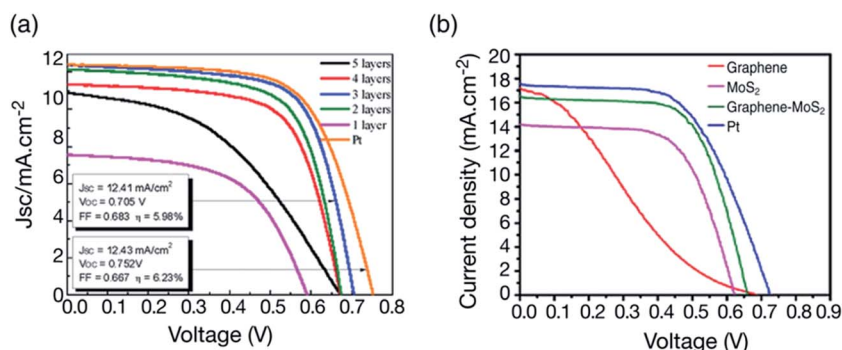 (a)
12
10
8
6
4
2
0
Jsc/mA.cm-2
5 layers
4 layers
3 layers
2 layers
1 layer
Pt
JSC = 12.41 mA/cm2
VOC = 0.705 V
FF = 0.683 η = 5.98%
JSC = 12.43 mA/cm2
VOC = 0.752V
FF = 0.667 η = 6.23%
0.0 0.1 0.2 0.3 0.4 0.5 0.6 0.7 0.8
Voltage (V)
(b)
20
18
16
14
12
10
8
6
4
2
0
Current density (mA.cm-2)
Graphene
MoS2
Graphene-MoS2
Pt
0.0 0.1 0.2 0.3 0.4 0.5 0.6 0.7 0.8 0.9
Voltage (V)